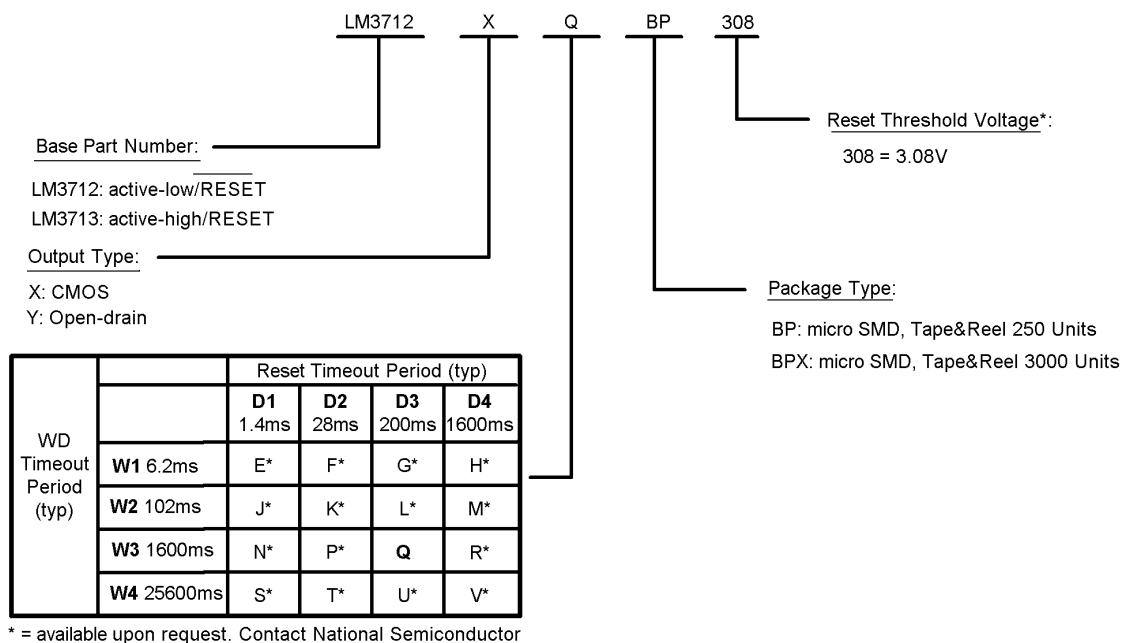 LM3712 X Q BP 308
Reset Threshold Voltage*:
308 = 3.08V
Base Part Number:
LM3712: active-low/RESET
LM3713: active-high/RESET
Output Type:
X: CMOS
Y: Open-drain
Package Type:
BP: micro SMD, Tape&Reel 250 Units
BPX: micro SMD, Tape&Reel 3000 Units
Reset Timeout Period (typ)
D1 D2 D3 D4
1.4ms 28ms 200ms 1600ms
WD
Timeout
Period
(typ)
W1 6.2ms E* F* G* H*
W2 102ms J* K* L* M*
W3 1600ms N* P* Q R*
W4 25600ms S* T* U* V*
* = available upon request. Contact National Semiconductor